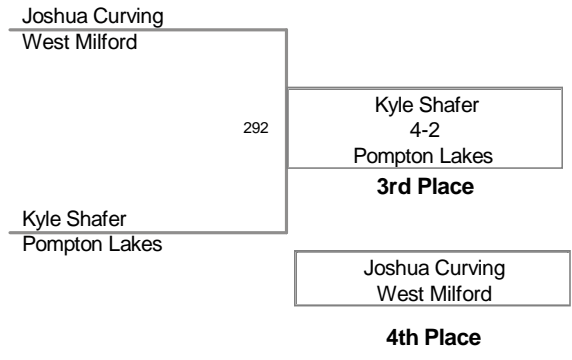 Joshua Curving
West Milford
292
Kyle Shafer
4-2
Pompton Lakes
3rd Place
Kyle Shafer
Pompton Lakes
Joshua Curving
West Milford
4th Place